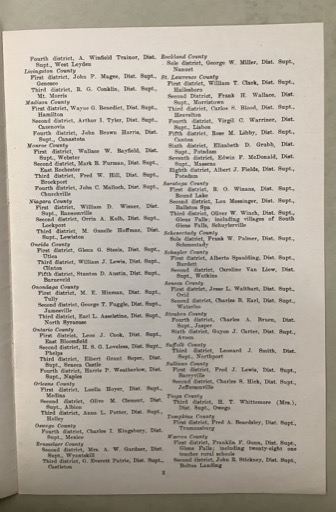 Fourth district, A. Winfield Trainor, Dist.
Supt., West Leyden
Livingston County
First district, John P. Magee, Dist. Supt.,
Geneseo
Third district, R. G. Conklin, Dist. Supt.,
Mt. Morris
Madison County
First district, Wayne G. Benedict, Dist. Supt.,
Hamilton
Second district, Arthur I. Tyler, Dist. Supt.,
Cazenovia
Fourth district, John Brown Harris, Dist.
Supt., Canastota
Monroe County
First district, Wallace W. Rayfield, Dist.
Supt., Webster
Second district, Mark B. Furman, Dist. Supt.,
East Rochester
Third district, Fred W. Hill, Dist. Supt.,
Brockport
Fourth district, John C. Malloch, Dist. Supt.,
Churchville
Niagara County
First district, William D. Wisner, Dist.
Supt., Ransomville
Second district, Orrin A. Kolb, Dist. Supt.,
Lockport
Third district, M. Gazelle Hoffman, Dist.
Supt., Lewiston
Oneida County
First district, Glenn G. Steele, Dist. Supt.,
Utica
Third district, William J. Lewis, Dist. Supt.,
Clinton
Fifth district, Stanton D. Austin, Dist. Supt.,
Barneveld
Onondaga County
First district, M. E. Hinman, Dist. Supt.,
Tully
Second district, George T. Fuggle, Dist. Supt.,
Jamesville
Third district, Earl L. Asseltine, Dist. Supt.,
North Syracuse
Ontario County
First district, Leon J. Cook, Dist. Supt.,
East Bloomfield
Second district, H. S. G. Loveless, Dist. Supt.,
Phelps
Third district, Elbert Grant Soper, Dist.
Supt., Seneca Castle
Fourth district, Harris P. Weatherlow, Dist.
Supt., Naples
Orleans County
First district, Luella Hoyer, Dist. Supt.,
Medina
Second district, Olive M. Clement, Dist.
Supt., Albion
Third district, Anna L. Potter, Dist. Supt.,
Holley
Oswego County
Fourth district, Charles I. Kingsbury, Dist.
Supt., Mexico
Rensselaer County
Second district, Mrs. A. W. Gardner, Dist.
Supt., Wynantskill
Third district, G. Everett Patrie, Dist. Supt.,
Castleton
Rockland County
Sole district, George W. Miller, Dist. Supt.,
Nanuet
St. Lawrence County
First district, William T. Clark, Dist. Supt.,
Hailesboro
Second District, Frank H. Wallace, Dist.
Supt., Morristown
Third district, Carlos S. Blood, Dist. Supt.,
Heuvelton
Fourth district, Virgil C. Warriner, Dist.
Supt., Lisbon
Fifth district, Rose M. Libby, Dist. Supt.,
Canton
Sixth district, Elizabeth D. Grubb, Dist.
Supt., Potsdam
Seventh district, Edwin F. McDonald, Dist.
Supt., Massena
Eighth district, Albert J. Fields, Dist. Supt.,
Potsdam
Saratoga County
First district, R. O. Winans, Dist. Supt.,
Round Lake
Second district, Lou Messinger, Dist. Supt.,
Ballston Spa
Third district, Oliver W. Winch, Dist. Supt.,
Glens Falls; including villages of South
Glens Falls, Schuylerville
Schenectady County
Sole district, Frank W. Palmer, Dist. Supt.,
Schenectady
Schuyler County
First district, Alberta Spaulding, Dist. Supt.,
Burdett
Second district, Caroline Van Liew, Dist.
Supt., Watkins
Seneca County
First district, Jesse L. Walthart, Dist. Supt.,
Ovid
Second district, Charles B. Earl, Dist. Supt.,
Waterloo
Steuben County
Fourth district, Charles A. Bruen, Dist.
Supt., Jasper
Sixth district, Guyon J. Carter, Dist. Supt.,
Avoca
Suffolk County
Third district, Leonard J. Smith, Dist.
Supt., Northport
Sullivan County
First district, Fred J. Lewis, Dist. Supt.,
Barryville
Second district, Charles S. Hick, Dist. Supt.,
Jeffersonville
Tioga County
Third district, H. T. Whittemore (Mrs.),
Dist. Supt., Owego
Tompkins County
First district, Fred A. Beardsley, Dist. Supt.,
Trumansburg
Warren County
First district, Franklin F. Gunn, Dist. Supt.,
Glens Falls; including twenty-eight one
teacher rural schools
Second district, John E. Stickney, Dist. Supt.,
Bolton Landing
3